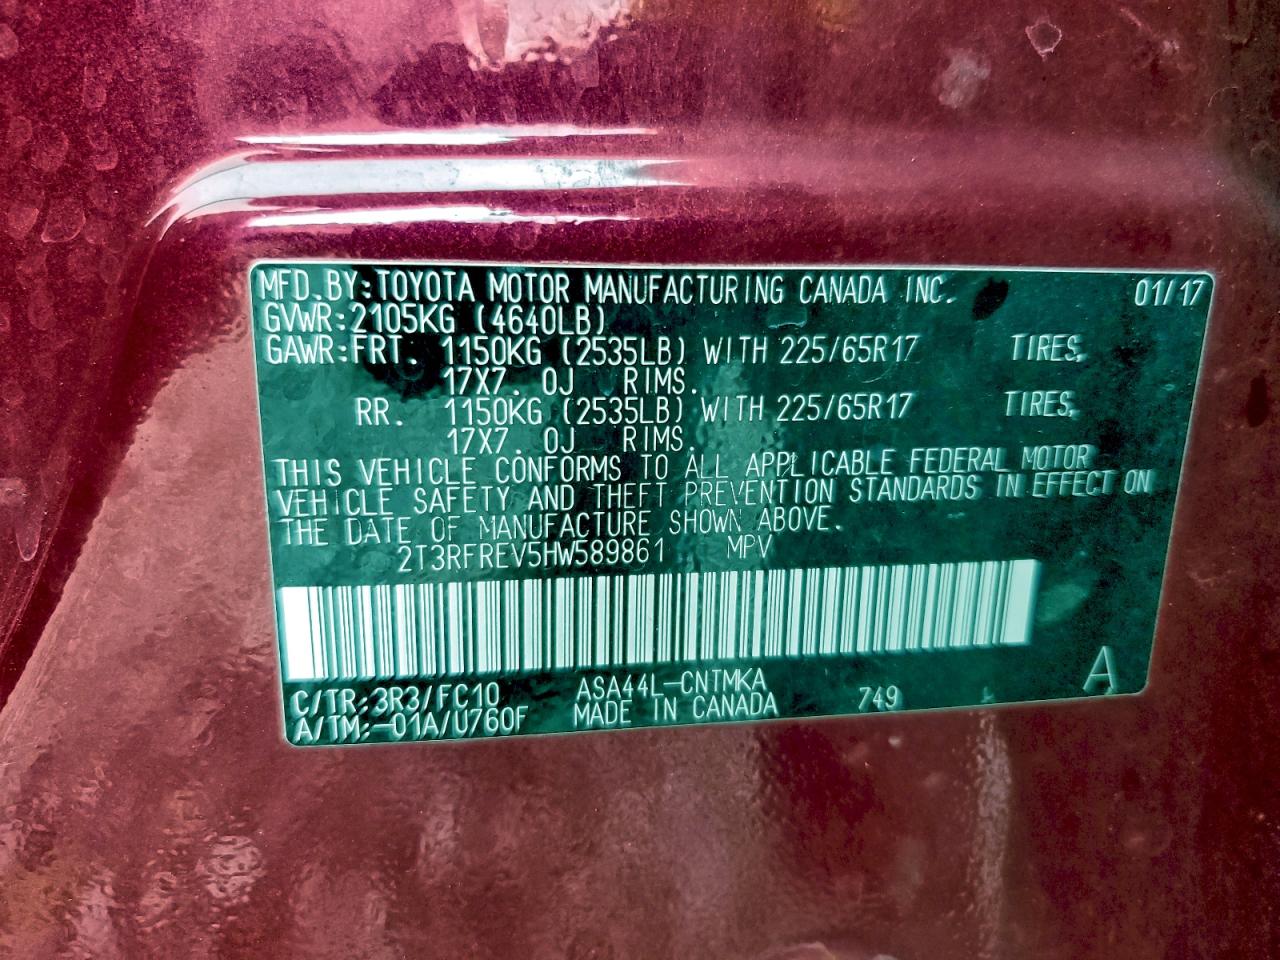 MFD. BY: TOYOTA MOTOR MANUFACTURING CANADA INC. 01/17
GVWR: 2105KG (4640LB)
GAWR: FRT. 1150KG (2535LB) WITH 225/65R17 TIRES,
17X7. 0J RIMS.
RR. 1150KG (2535LB) WITH 225/65R17 TIRES,
17X7. 0J RIMS.
THIS VEHICLE CONFORMS TO ALL APPLICABLE FEDERAL MOTOR
VEHICLE SAFETY AND THEFT PREVENTION STANDARDS IN EFFECT ON
THE DATE OF MANUFACTURE SHOWN ABOVE.
2T3RFREV5HW589861 MPV
C/TR: 3R3/FC10 ASA44L-CNTMKA 749 A
A/TM: -01A/U760F MADE IN CANADA